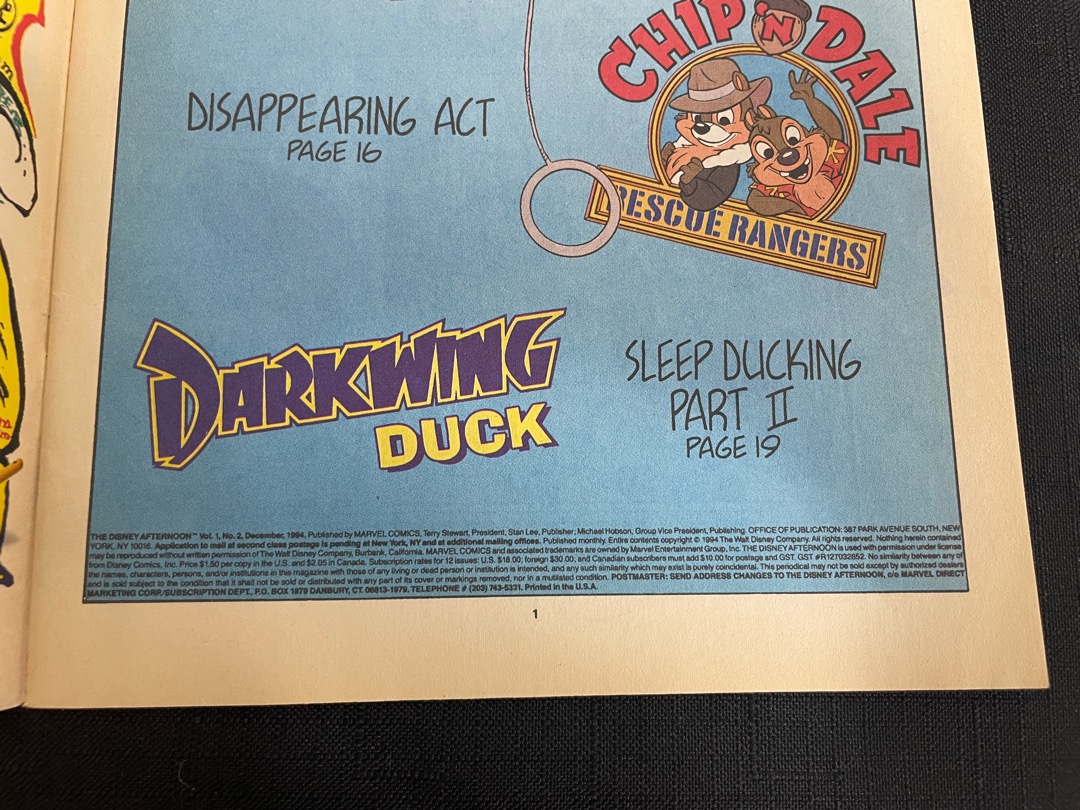 CHIP 'N DALE
DISAPPEARING ACT
PAGE 16
RESCUE RANGERS
DARKWING
DUCK
SLEEP DUCKING
PART II
PAGE 19
THE DISNEY AFTERNOON™ Vol. 1, No. 2, December, 1994. Published by MARVEL COMICS, Terry Stewart, President, Stan Lee, Publisher, Michael Hobson, Group Vice President, Publishing. OFFICE OF PUBLICATION: 387 PARK AVENUE SOUTH, NEW
YORK, NY 10016. Application to mail at second class postage is pending at New York, NY and at additional mailing offices. Published monthly. Entire contents copyright © 1994 The Walt Disney Company. All rights reserved. Nothing herein contained
may be reproduced without written permission of The Walt Disney Company, Burbank, California. MARVEL COMICS and associated trademarks are owned by Marvel Entertainment Group, Inc. THE DISNEY AFTERNOON is used with permission under license
from Disney Comics, Inc. Price $1.50 per copy in the U.S. and $2.05 in Canada. Subscription rates for 12 issues: U.S. $18.00; foreign $30.00; and Canadian subscribers must add $10.00 for postage and GST. GST #R127032852. No similarity between any of
the names, characters, persons, and/or institutions in this magazine with those of any living or dead person or institution is intended, and any such similarity which may exist is purely coincidental. This periodical may not be sold except by authorized dealers
and is sold subject to the condition that it shall not be sold or distributed with any part of its cover or markings removed, nor in a mutilated condition. POSTMASTER: SEND ADDRESS CHANGES TO THE DISNEY AFTERNOON, c/o MARVEL DIRECT
MARKETING CORP/SUBSCRIPTION DEPT., P.O. BOX 1979 DANBURY, CT. 06813-1979. TELEPHONE # (203) 743-5331. Printed in the U.S.A.
1